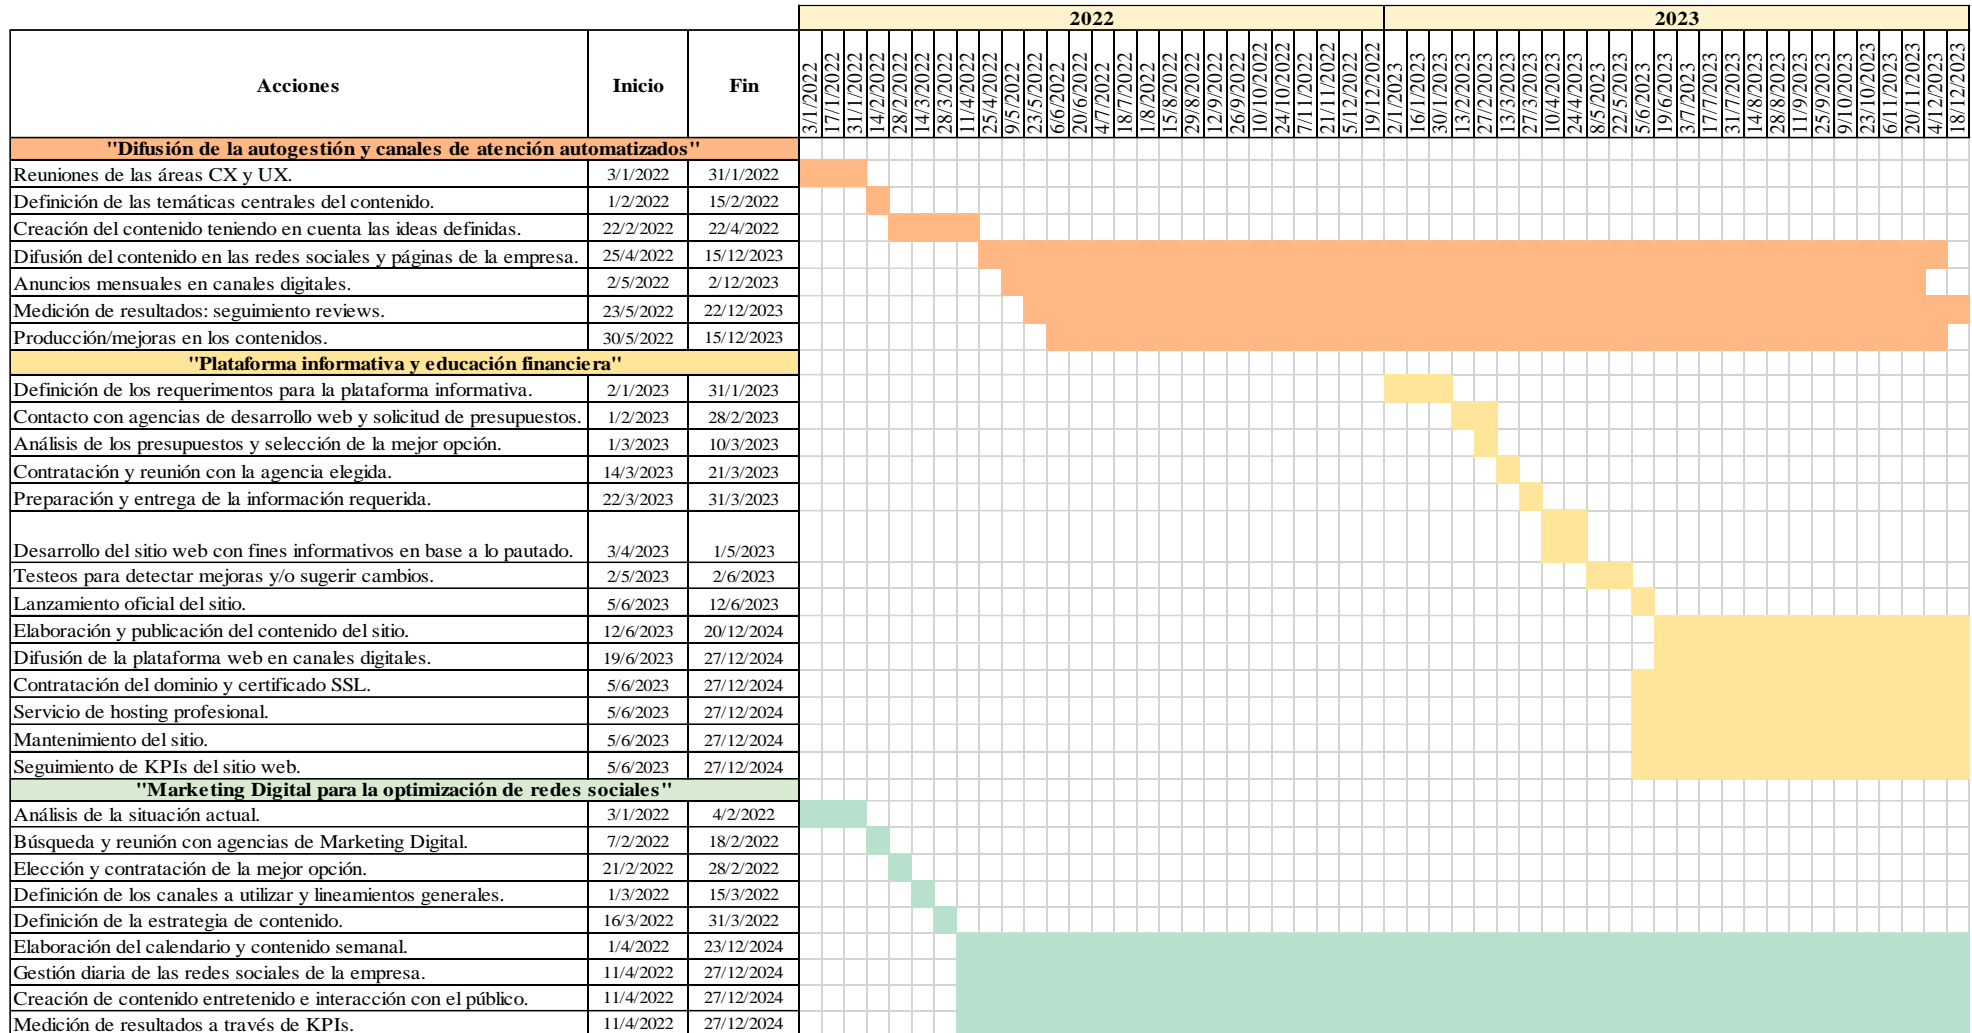 2022 2023
Acciones Inicio Fin 3/1/2022 17/1/2022 31/1/2022 14/2/2022 28/2/2022 14/3/2022 28/3/2022 11/4/2022 25/4/2022 9/5/2022 23/5/2022 6/6/2022 20/6/2022 4/7/2022 18/7/2022 1/8/2022 15/8/2022 29/8/2022 12/9/2022 26/9/2022 10/10/2022 24/10/2022 7/11/2022 21/11/2022 5/12/2022 19/12/2022 2/1/2023 16/1/2023 30/1/2023 13/2/2023 27/2/2023 13/3/2023 27/3/2023 10/4/2023 24/4/2023 8/5/2023 22/5/2023 5/6/2023 19/6/2023 3/7/2023 17/7/2023 31/7/2023 14/8/2023 28/8/2023 11/9/2023 25/9/2023 9/10/2023 23/10/2023 6/11/2023 20/11/2023 4/12/2023 18/12/2023
"Difusión de la autogestión y canales de atención automatizados"
Reuniones de las áreas CX y UX. 3/1/2022 31/1/2022
Definición de las temáticas centrales del contenido. 1/2/2022 15/2/2022
Creación del contenido teniendo en cuenta las ideas definidas. 22/2/2022 22/4/2022
Difusión del contenido en las redes sociales y páginas de la empresa. 25/4/2022 15/12/2023
Anuncios mensuales en canales digitales. 2/5/2022 2/12/2023
Medición de resultados: seguimiento reviews. 23/5/2022 22/12/2023
Producción/mejoras en los contenidos. 30/5/2022 15/12/2023
"Plataforma informativa y educación financiera"
Definición de los requerimentos para la plataforma informativa. 2/1/2023 31/1/2023
Contacto con agencias de desarrollo web y solicitud de presupuestos. 1/2/2023 28/2/2023
Análisis de los presupuestos y selección de la mejor opción. 1/3/2023 10/3/2023
Contratación y reunión con la agencia elegida. 14/3/2023 21/3/2023
Preparación y entrega de la información requerida. 22/3/2023 31/3/2023
Desarrollo del sitio web con fines informativos en base a lo pautado. 3/4/2023 1/5/2023
Testeos para detectar mejoras y/o sugerir cambios. 2/5/2023 2/6/2023
Lanzamiento oficial del sitio. 5/6/2023 12/6/2023
Elaboración y publicación del contenido del sitio. 12/6/2023 20/12/2024
Difusión de la plataforma web en canales digitales. 19/6/2023 27/12/2024
Contratación del dominio y certificado SSL. 5/6/2023 27/12/2024
Servicio de hosting profesional. 5/6/2023 27/12/2024
Mantenimiento del sitio. 5/6/2023 27/12/2024
Seguimiento de KPIs del sitio web. 5/6/2023 27/12/2024
"Marketing Digital para la optimización de redes sociales"
Análisis de la situación actual. 3/1/2022 4/2/2022
Búsqueda y reunión con agencias de Marketing Digital. 7/2/2022 18/2/2022
Elección y contratación de la mejor opción. 21/2/2022 28/2/2022
Definición de los canales a utilizar y lineamientos generales. 1/3/2022 15/3/2022
Definición de la estrategia de contenido. 16/3/2022 31/3/2022
Elaboración del calendario y contenido semanal. 1/4/2022 23/12/2024
Gestión diaria de las redes sociales de la empresa. 11/4/2022 27/12/2024
Creación de contenido entretenido e interacción con el público. 11/4/2022 27/12/2024
Medición de resultados a través de KPIs. 11/4/2022 27/12/2024